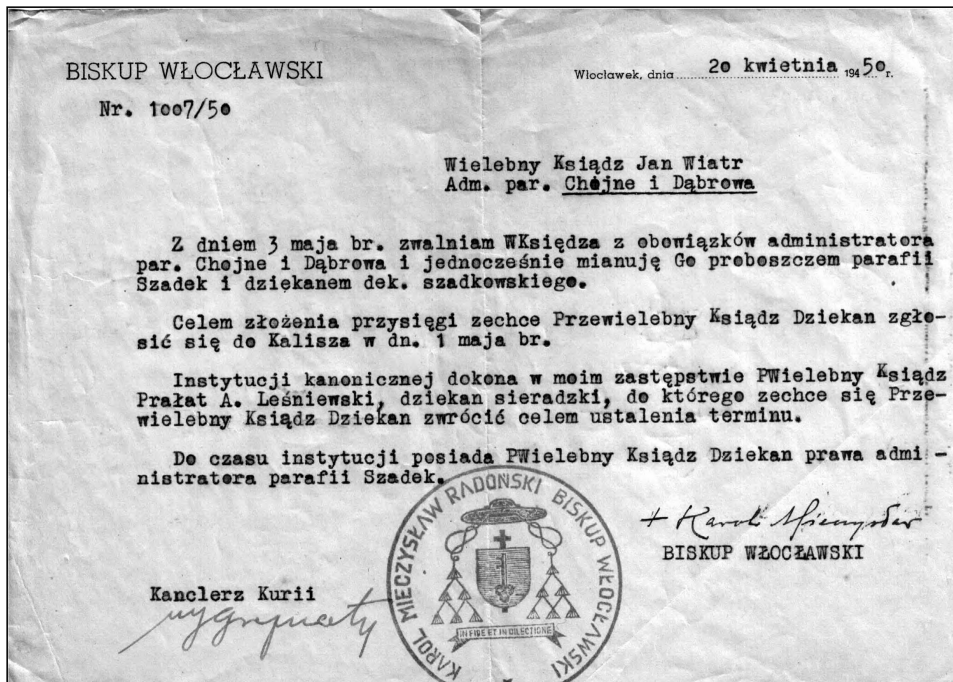 BISKUP WŁOCŁAWSKI
Włocławek, dnia 20 kwietnia 1950 r.
Nr. 1007/50
Wielebny Ksiądz Jan Wiatr
Adm. par. Chojne i Dąbrowa
Z dniem 3 maja br. zwalniam WKsiędza z obowiązków administratora
par. Chojne i Dąbrowa i jednocześnie mianuję Go proboszczem parafii
Szadek i dziekanem dek. szadkowskiego.
Celem złożenia przysięgi zechce Przewielebny Ksiądz Dziekan zgło-
sić się do Kalisza w dn. 1 maja br.
Instytucji kanonicznej dokona w moim zastępstwie PWielebny Ksiądz
Prałat A. Leśniewski, dziekan sieradzki, do którego zechce się Prze-
wielebny Ksiądz Dziekan zwrócić celem ustalenia terminu.
Do czasu instytucji posiada PWielebny Ksiądz Dziekan prawa admi -
nistratora parafii Szadek.
+ Karol Mieczysław
BISKUP WŁOCŁAWSKI
Kanclerz Kurii
KAROL MIECZYSŁAW RADOŃSKI BISKUP WŁOCŁAWSKI
IN FIDE ET IN DILECTIONE